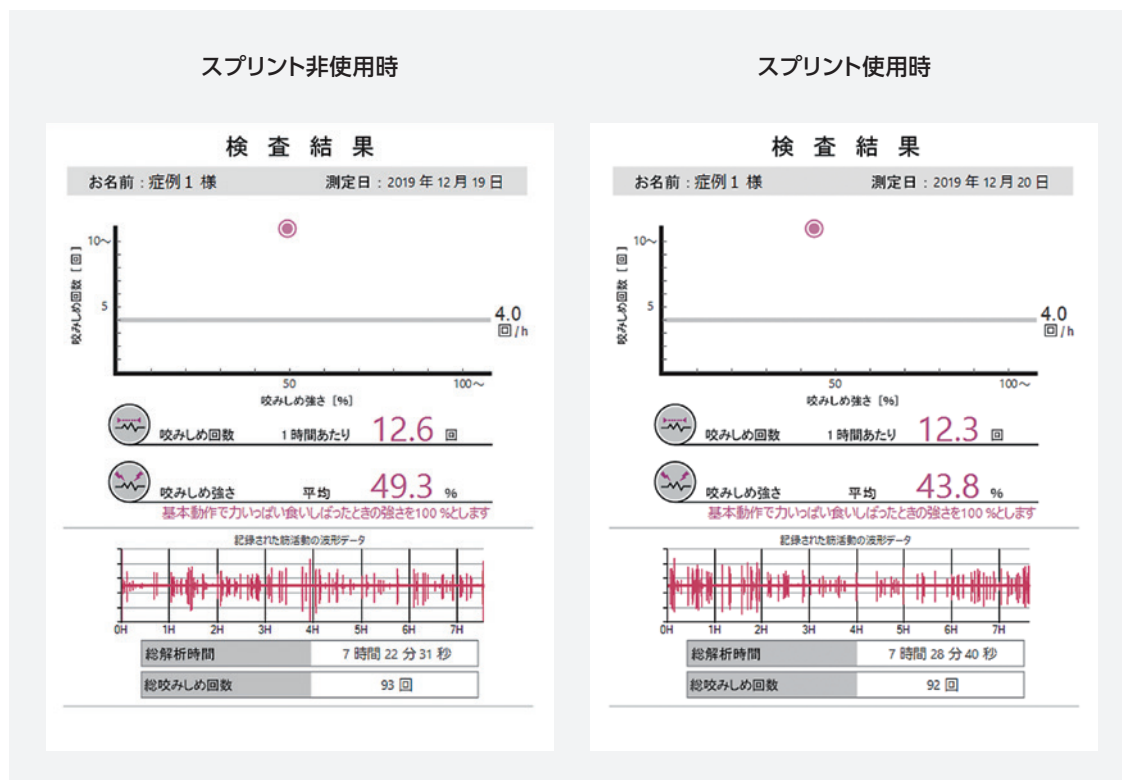 スプリント非使用時
検査結果
お名前：症例1 様 測定日：2019 年 12 月 19 日
咬みしめ回数 [回]
10～
5
4.0
回/h
50 100～
咬みしめ強さ [%]
咬みしめ回数 1時間あたり 12.6 回
咬みしめ強さ 平均 49.3 %
基本動作で力いっぱい食いしばったときの強さを100 %とします
記録された筋活動の波形データ
0H 1H 2H 3H 4H 5H 6H 7H
総解析時間 7 時間 22 分 31 秒
総咬みしめ回数 93 回
スプリント使用時
検査結果
お名前：症例1 様 測定日：2019 年 12 月 20 日
咬みしめ回数 [回]
10～
5
4.0
回/h
50 100～
咬みしめ強さ [%]
咬みしめ回数 1時間あたり 12.3 回
咬みしめ強さ 平均 43.8 %
基本動作で力いっぱい食いしばったときの強さを100 %とします
記録された筋活動の波形データ
0H 1H 2H 3H 4H 5H 6H 7H
総解析時間 7 時間 28 分 40 秒
総咬みしめ回数 92 回